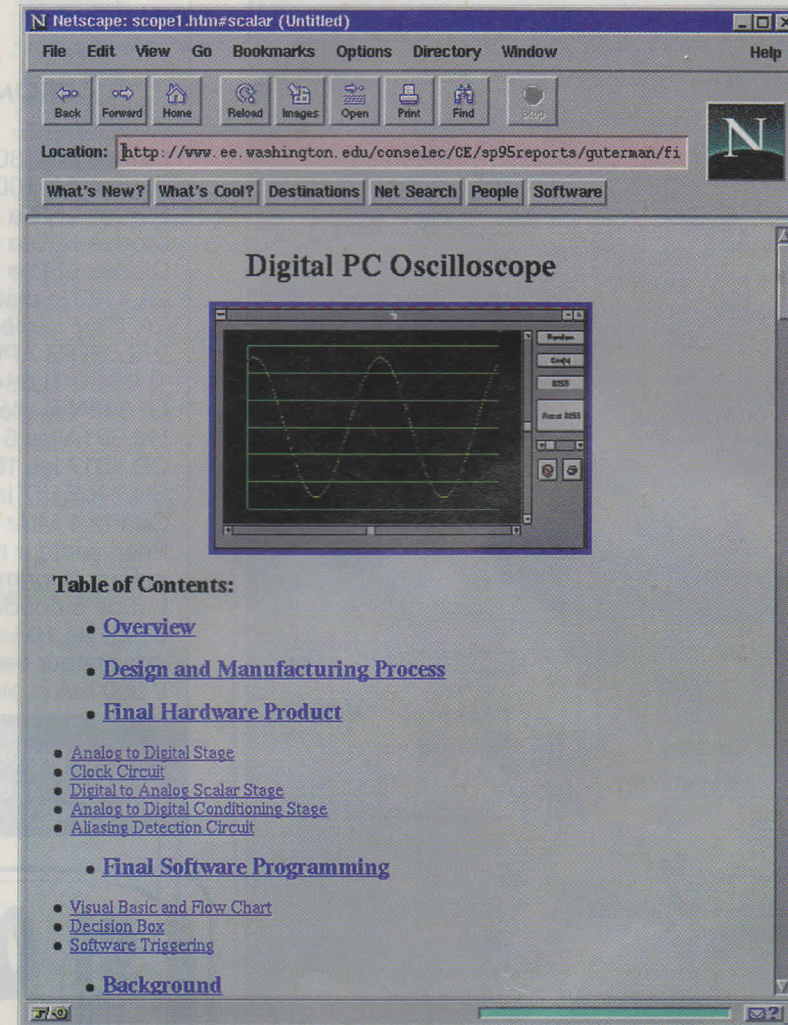 Netscape: scope1.htm#scalar (Untitled)
File Edit View Go Bookmarks Options Directory Window Help
Back Forward Home Reload Images Open Print Find Stop
Location: http://www.ee.washington.edu/conselec/CE/sp95reports/guterman/fi
N
What's New? What's Cool? Destinations Net Search People Software
Digital PC Oscilloscope
Table of Contents:
• Overview
• Design and Manufacturing Process
• Final Hardware Product
• Analog to Digital Stage
• Clock Circuit
• Digital to Analog Scalar Stage
• Analog to Digital Conditioning Stage
• Aliasing Detection Circuit
• Final Software Programming
• Visual Basic and Flow Chart
• Decision Box
• Software Triggering
• Background